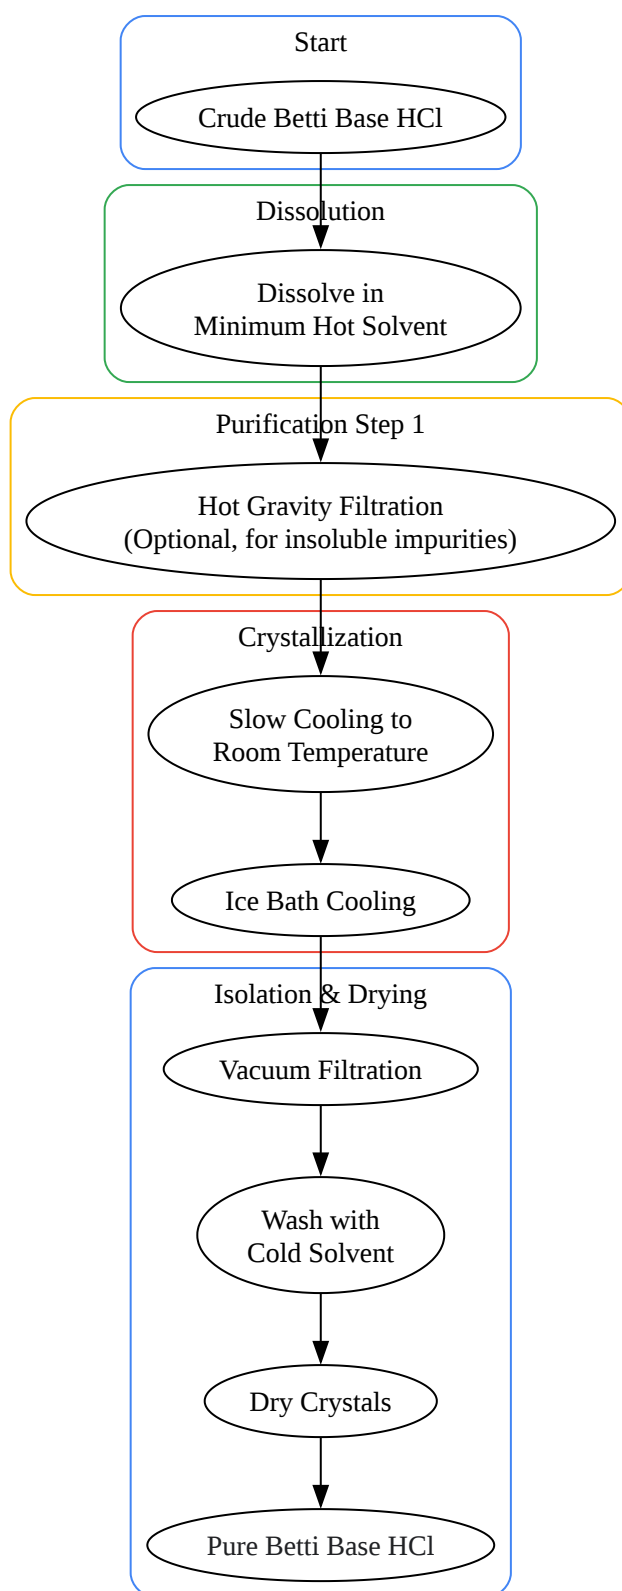 Start
Crude Betti Base HCl
Dissolution
Dissolve in
Minimum Hot Solvent
Purification Step 1
Hot Gravity Filtration
(Optional, for insoluble impurities)
Crystallization
Slow Cooling to
Room Temperature
Ice Bath Cooling
Isolation & Drying
Vacuum Filtration
Wash with
Cold Solvent
Dry Crystals
Pure Betti Base HCl